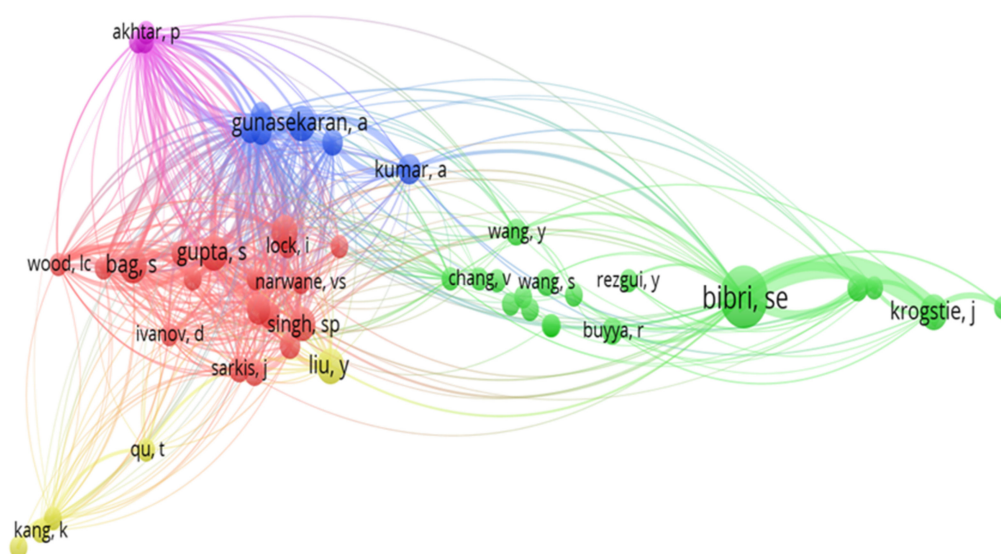 akhtar, p
gunasekaran, a
kumar, a
wang, y
lock, i
gupta, s
wood, lc
bag, s
narwane, vs
chang, v
wang, s
rezgui, y
bibri, se
krogstie, j
singh, sp
ivanov, d
buyya, r
sarkis, j
liu, y
qu, t
kang, k